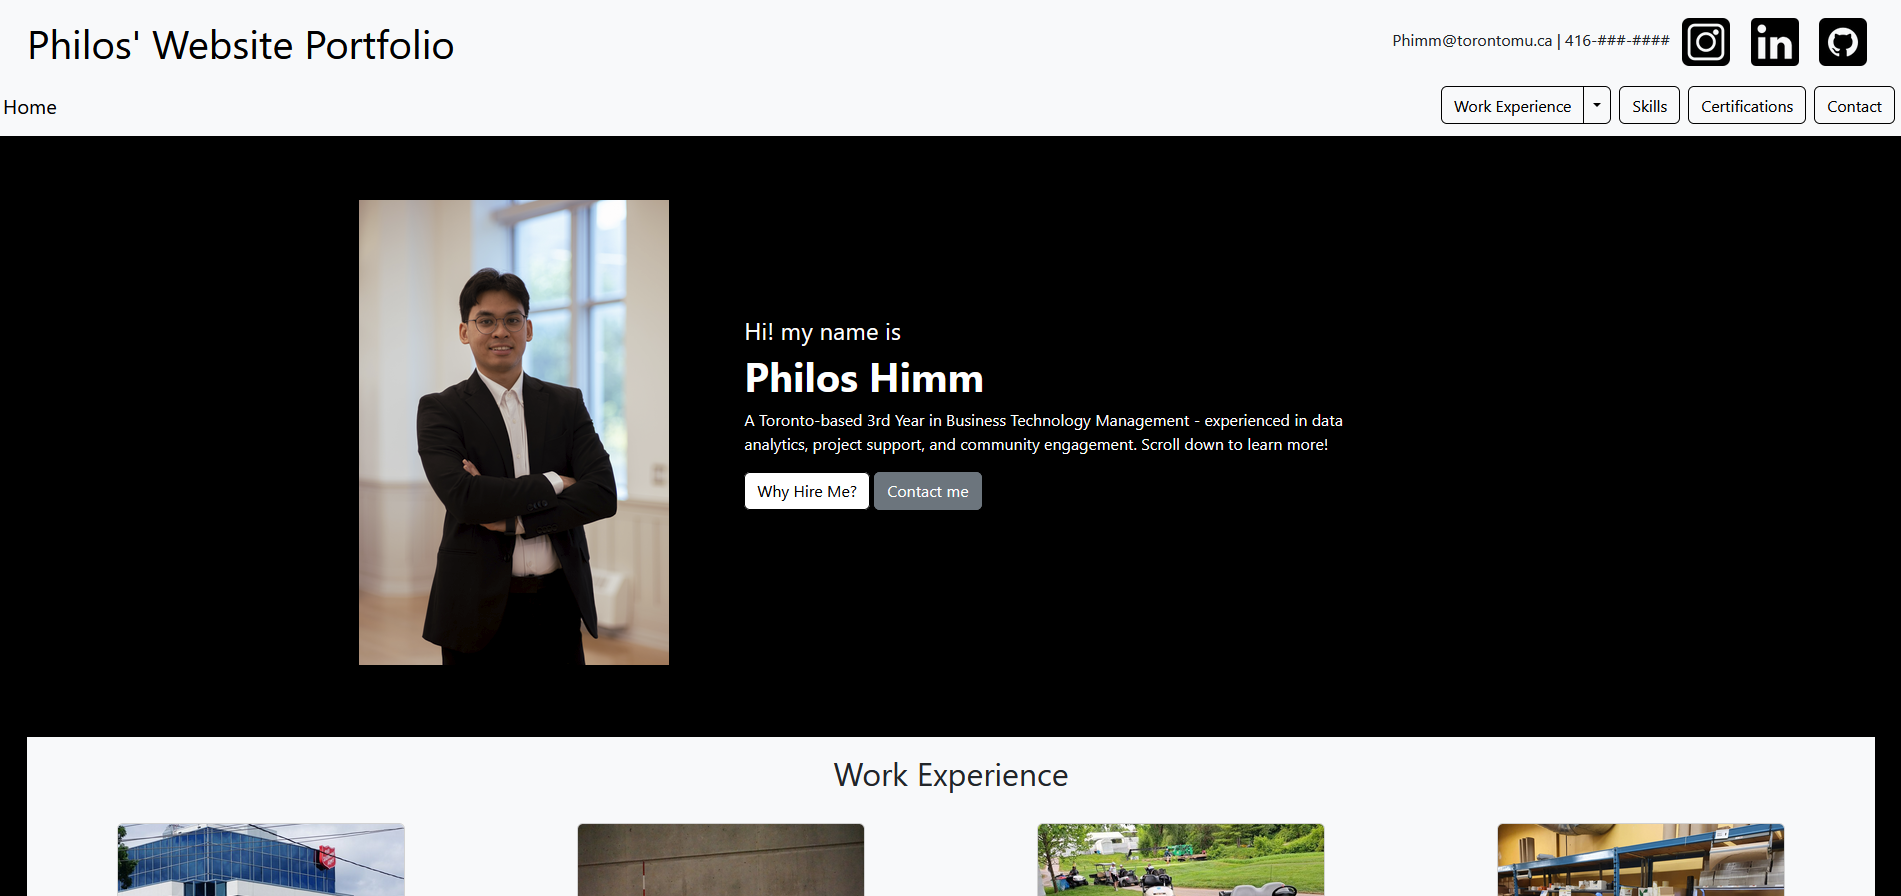 Philos' Website Portfolio
Phimm@torontomu.ca | 416-###-####
Home
Work Experience
Skills
Certifications
Contact
Hi! my name is
Philos Himm
A Toronto-based 3rd Year in Business Technology Management - experienced in data
analytics, project support, and community engagement. Scroll down to learn more!
Why Hire Me?
Contact me
Work Experience